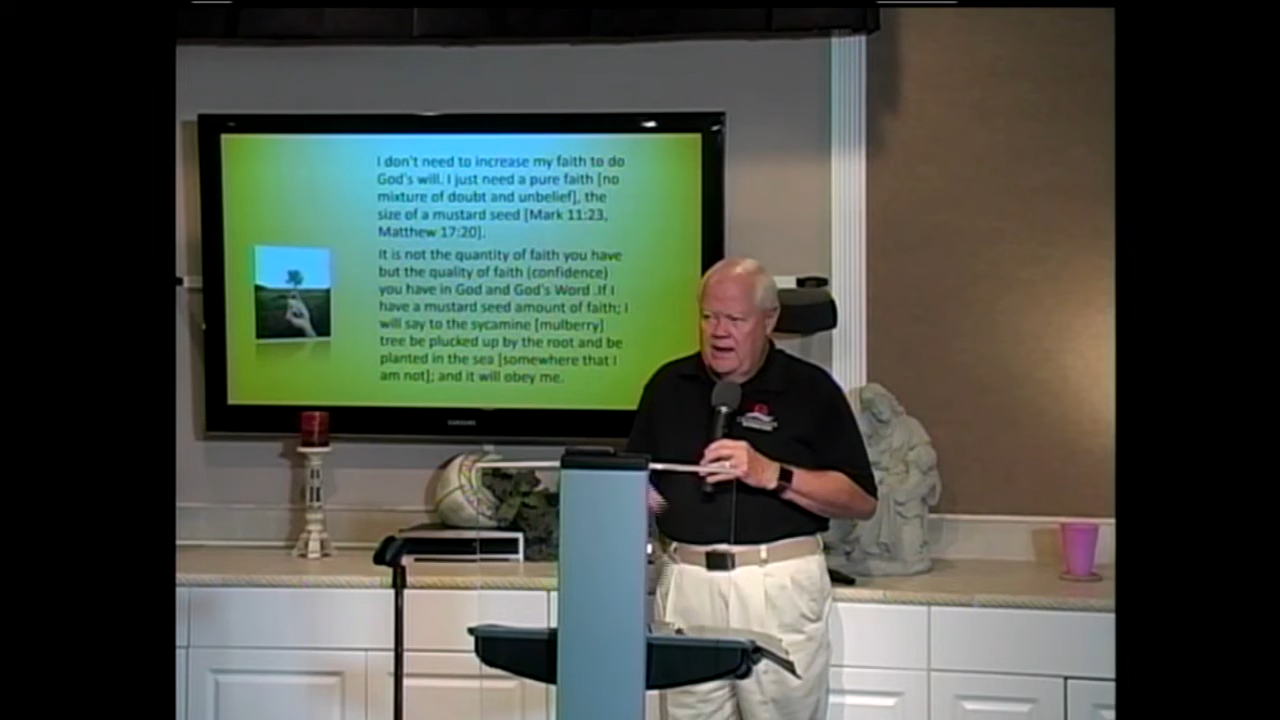 I don't need to increase my faith to do
God's will. I just need a pure faith [no
mixture of doubt and unbelief], the
size of a mustard seed [Mark 11:23,
Matthew 17:20].
It is not the quantity of faith you have
but the quality of faith (confidence)
you have in God and God's Word .If I
have a mustard seed amount of faith; I
will say to the sycamine [mulberry]
tree be plucked up by the root and be
planted in the sea [somewhere that I
am not]; and it will obey me.
SAMSUNG